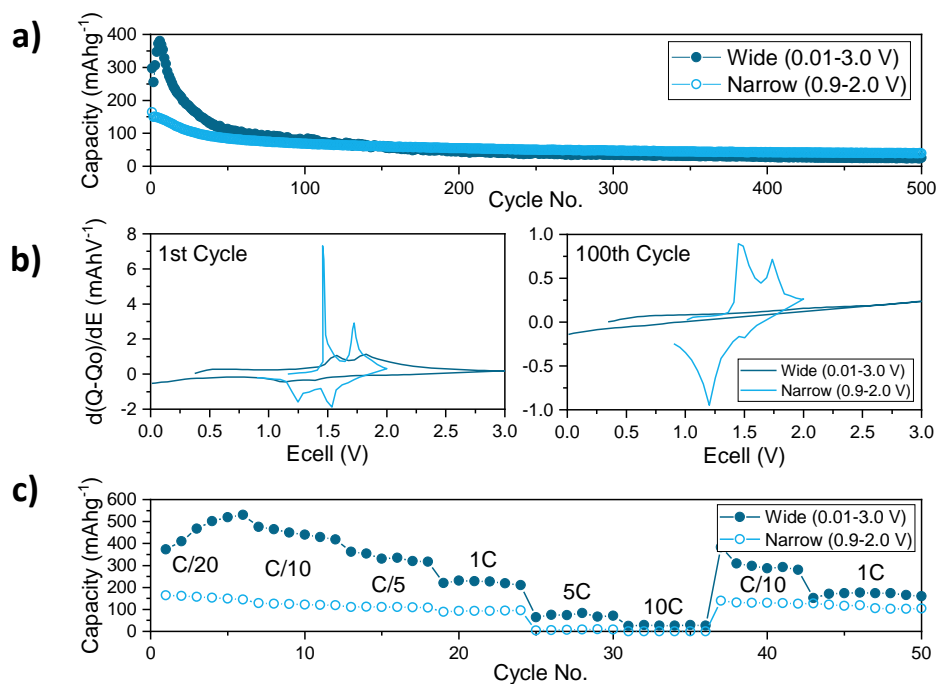 a)
Capacity (mAhg⁻¹)
400
300
200
100
0
Wide (0.01-3.0 V)
Narrow (0.9-2.0 V)
0
100
200
300
400
500
Cycle No.
b)
d(Q-Qo)/dE (mAhV⁻¹)
8
6
4
2
0
-2
1st Cycle
0.0
0.5
1.0
1.5
2.0
2.5
3.0
Ecell (V)
1.0
0.5
0.0
-0.5
-1.0
100th Cycle
Wide (0.01-3.0 V)
Narrow (0.9-2.0 V)
0.0
0.5
1.0
1.5
2.0
2.5
3.0
Ecell (V)
c)
Capacity (mAhg⁻¹)
600
500
400
300
200
100
0
Wide (0.01-3.0 V)
Narrow (0.9-2.0 V)
C/20
C/10
C/5
1C
5C
10C
C/10
1C
0
10
20
30
40
50
Cycle No.